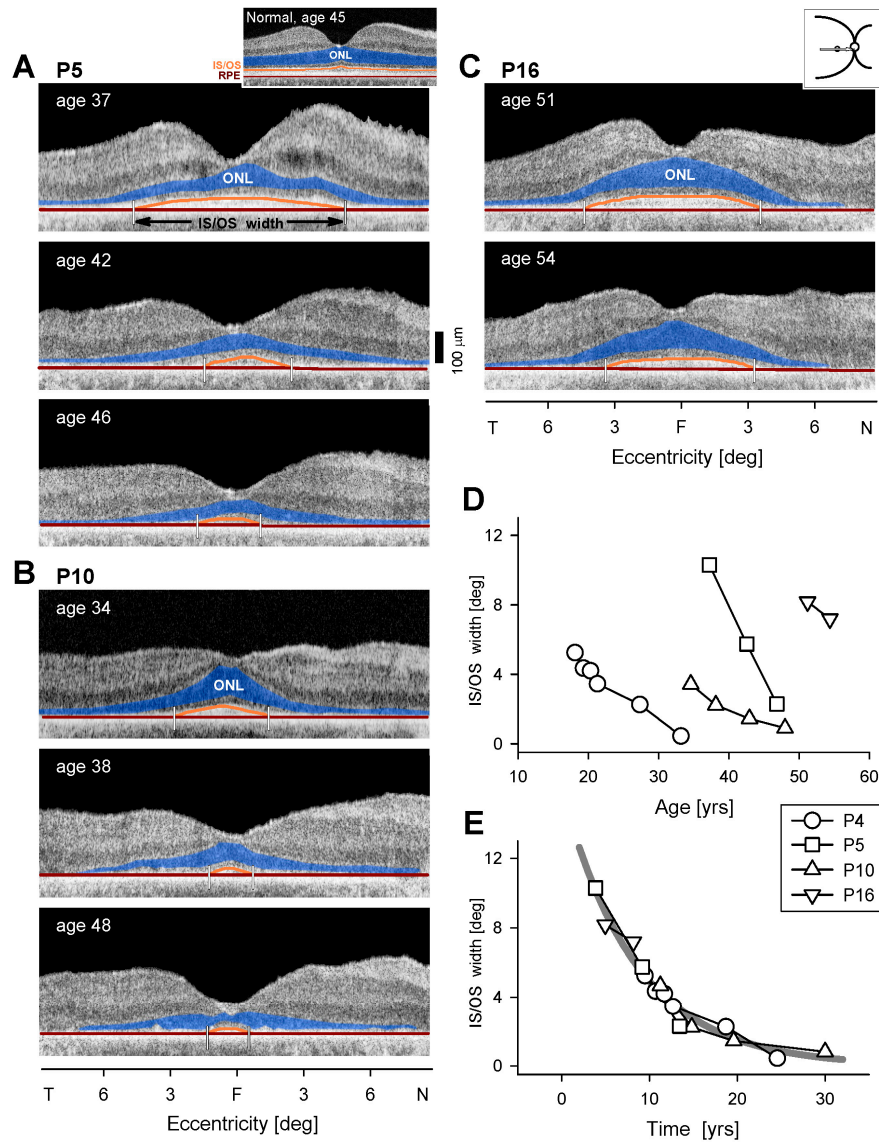 Normal, age 45
ONL
IS/OS
RPE
A P5
age 37
ONL
IS/OS width
age 42
100 µm
age 46
B P10
age 34
ONL
age 38
age 48
T 6 3 F 3 6 N
Eccentricity [deg]
C P16
age 51
ONL
age 54
T 6 3 F 3 6 N
Eccentricity [deg]
D
12
8
4
0
IS/OS width [deg]
10 20 30 40 50 60
Age [yrs]
E
P4
P5
P10
P16
12
8
4
0
IS/OS width [deg]
0 10 20 30
Time [yrs]